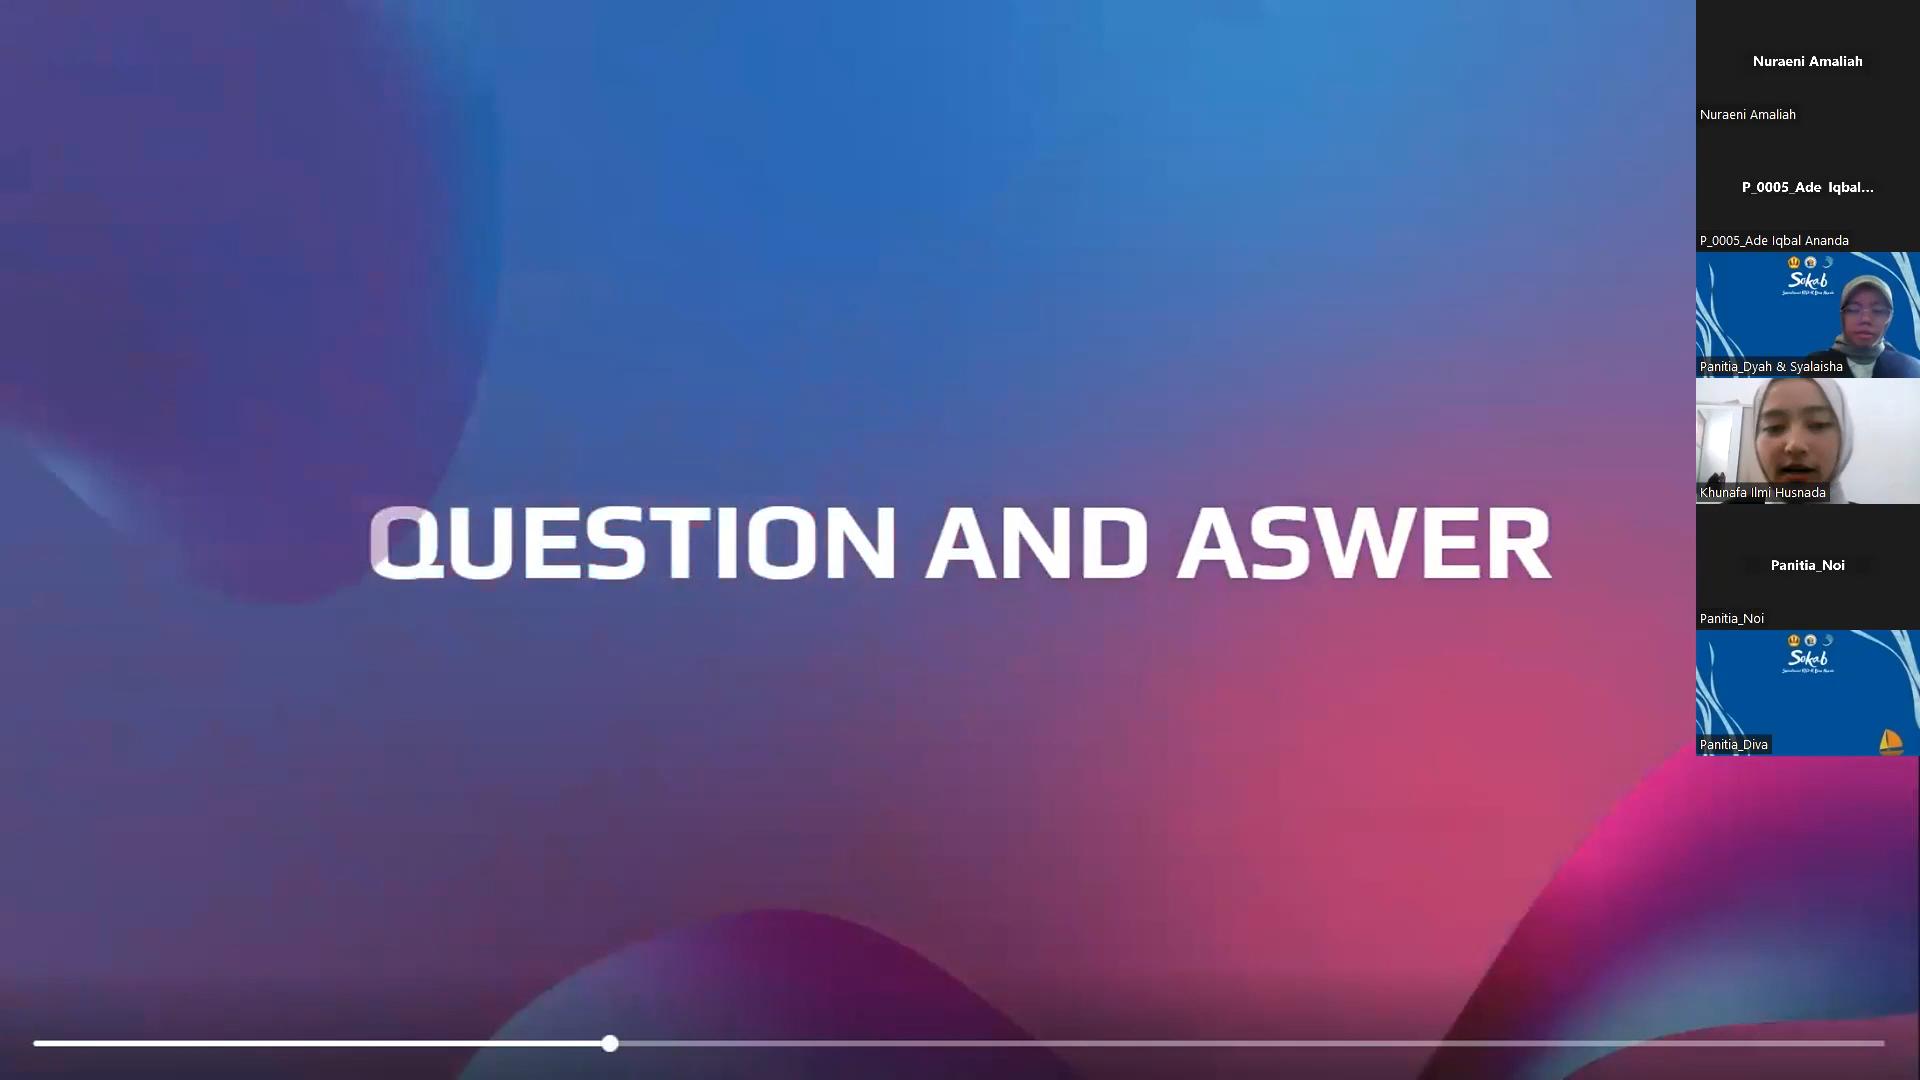 QUESTION AND ASWER
Nuraeni Amaliah
Nuraeni Amaliah
P_0005_Ade Iqbal...
P_0005_Ade Iqbal Ananda
Sokab
Panitia_Dyah & Syalaisha
Khunafa Ilmi Husnada
Panitia_Noi
Panitia_Noi
Sokab
Panitia_Diva